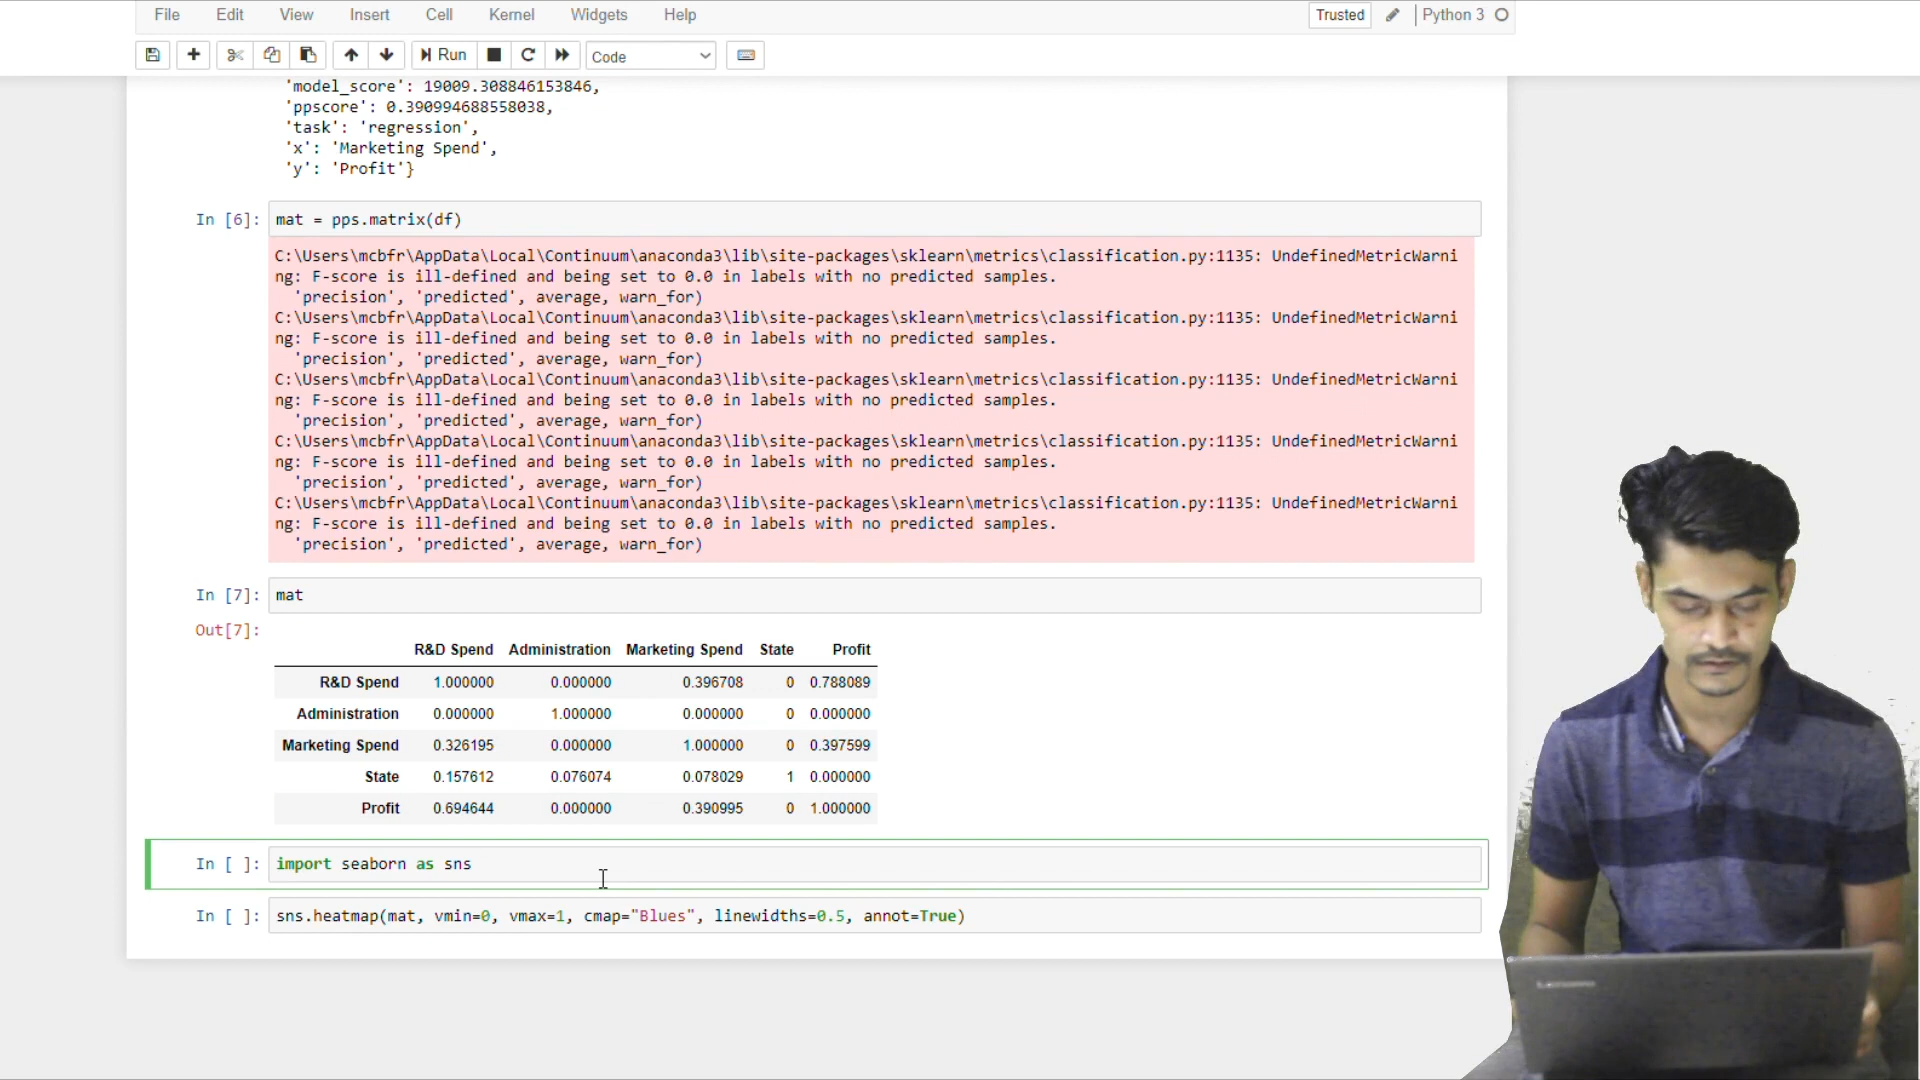 File Edit View Insert Cell Kernel Widgets Help Trusted Python 3
Run Code
'model_score': 19009.308846153846,
'ppscore': 0.390994688558038,
'task': 'regression',
'x': 'Marketing Spend',
'y': 'Profit'}
In [6]: mat = pps.matrix(df)
C:\Users\mcbfr\AppData\Local\Continuum\anaconda3\lib\site-packages\sklearn\metrics\classification.py:1135: UndefinedMetricWarni
ng: F-score is ill-defined and being set to 0.0 in labels with no predicted samples.
'precision', 'predicted', average, warn_for)
C:\Users\mcbfr\AppData\Local\Continuum\anaconda3\lib\site-packages\sklearn\metrics\classification.py:1135: UndefinedMetricWarni
ng: F-score is ill-defined and being set to 0.0 in labels with no predicted samples.
'precision', 'predicted', average, warn_for)
C:\Users\mcbfr\AppData\Local\Continuum\anaconda3\lib\site-packages\sklearn\metrics\classification.py:1135: UndefinedMetricWarni
ng: F-score is ill-defined and being set to 0.0 in labels with no predicted samples.
'precision', 'predicted', average, warn_for)
C:\Users\mcbfr\AppData\Local\Continuum\anaconda3\lib\site-packages\sklearn\metrics\classification.py:1135: UndefinedMetricWarni
ng: F-score is ill-defined and being set to 0.0 in labels with no predicted samples.
'precision', 'predicted', average, warn_for)
C:\Users\mcbfr\AppData\Local\Continuum\anaconda3\lib\site-packages\sklearn\metrics\classification.py:1135: UndefinedMetricWarni
ng: F-score is ill-defined and being set to 0.0 in labels with no predicted samples.
'precision', 'predicted', average, warn_for)
In [7]: mat
Out[7]:
R&D Spend Administration Marketing Spend State Profit
R&D Spend 1.000000 0.000000 0.396708 0 0.788089
Administration 0.000000 1.000000 0.000000 0 0.000000
Marketing Spend 0.326195 0.000000 1.000000 0 0.397599
State 0.157612 0.076074 0.078029 1 0.000000
Profit 0.694644 0.000000 0.390995 0 1.000000
In [ ]: import seaborn as sns
In [ ]: sns.heatmap(mat, vmin=0, vmax=1, cmap="Blues", linewidths=0.5, annot=True)
Lenovo